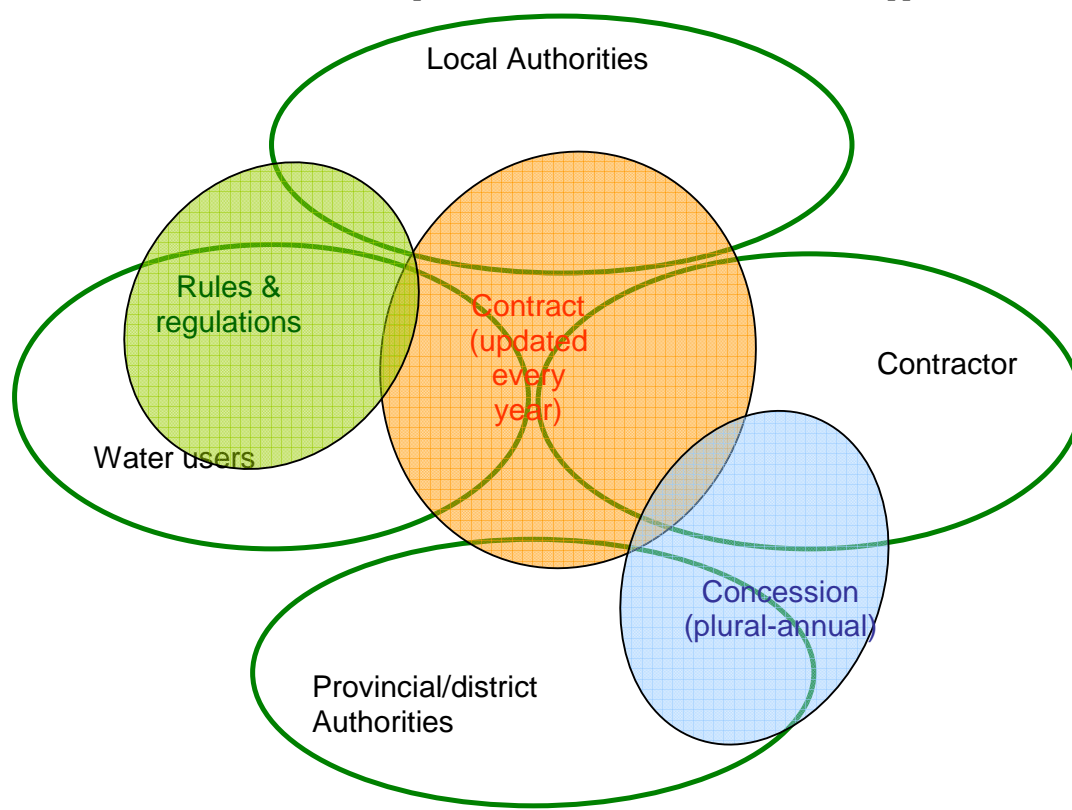 Local Authorities
Rules &
regulations
Contract
(updated
every
year)
Contractor
Water users
Concession
(plural-annual)
Provincial/district
Authorities